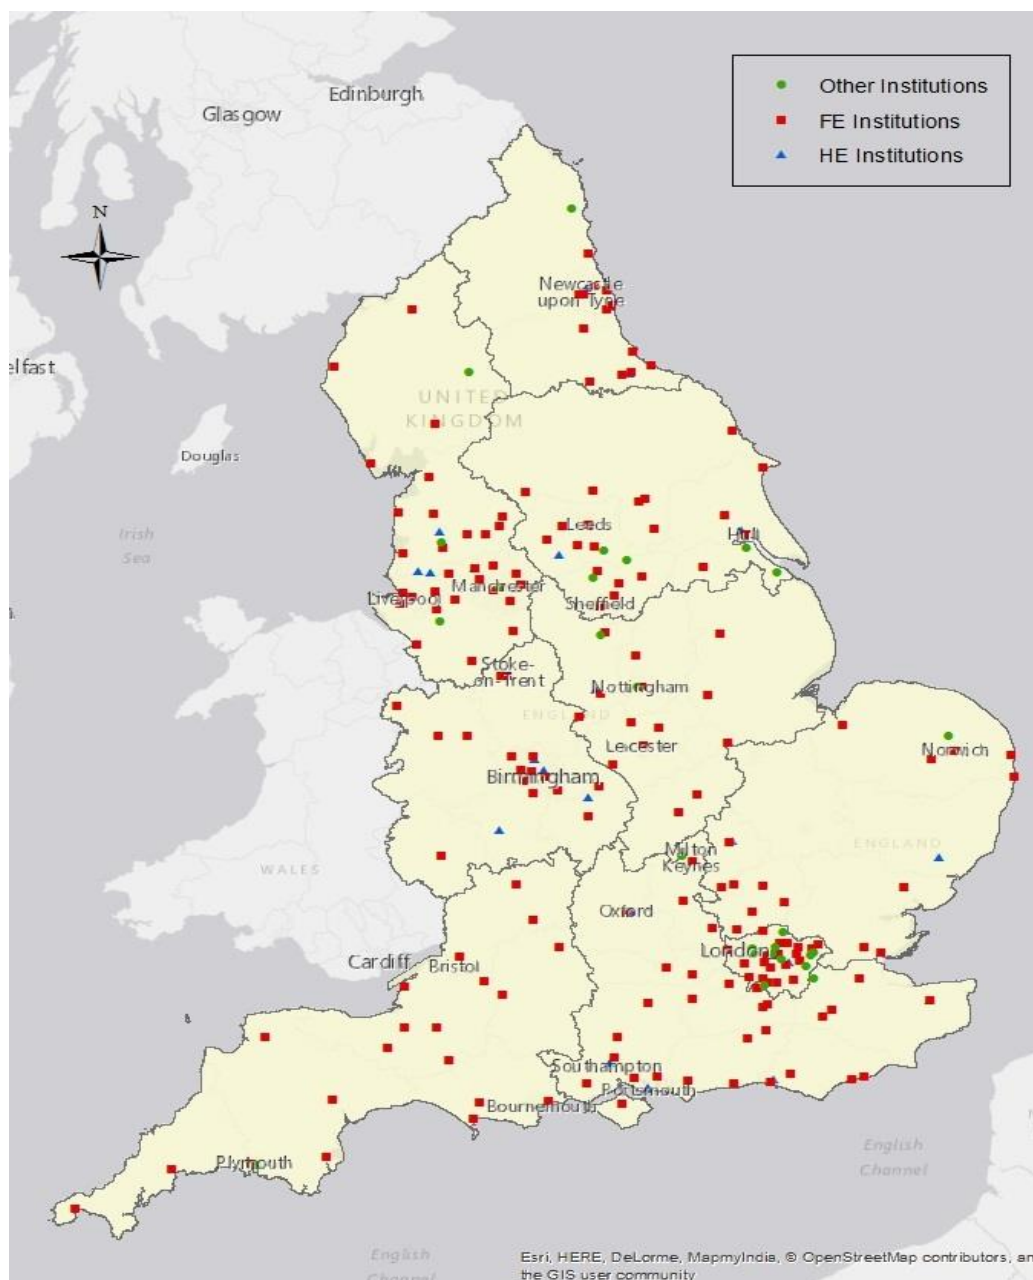 Other Institutions
FE Institutions
HE Institutions
Edinburgh
Glasgow
N
Newcastle
upon Tyne
elfast
UNITED
KINGDOM
Douglas
Irish
Sea
Leeds
Hull
Manchester
Liverpool
Sheffield
Stoke-
on-Trent
Nottingham
ENGLAND
Leicester
Norwich
Birmingham
ENGLAND
Milton
Keynes
WALES
Oxford
London
Cardiff
Bristol
Southampton
Portsmouth
Bournemouth
English
Channel
Plymouth
English
Channel
Esri, HERE, DeLorme, MapmyIndia, © OpenStreetMap contributors, an
the GIS user community